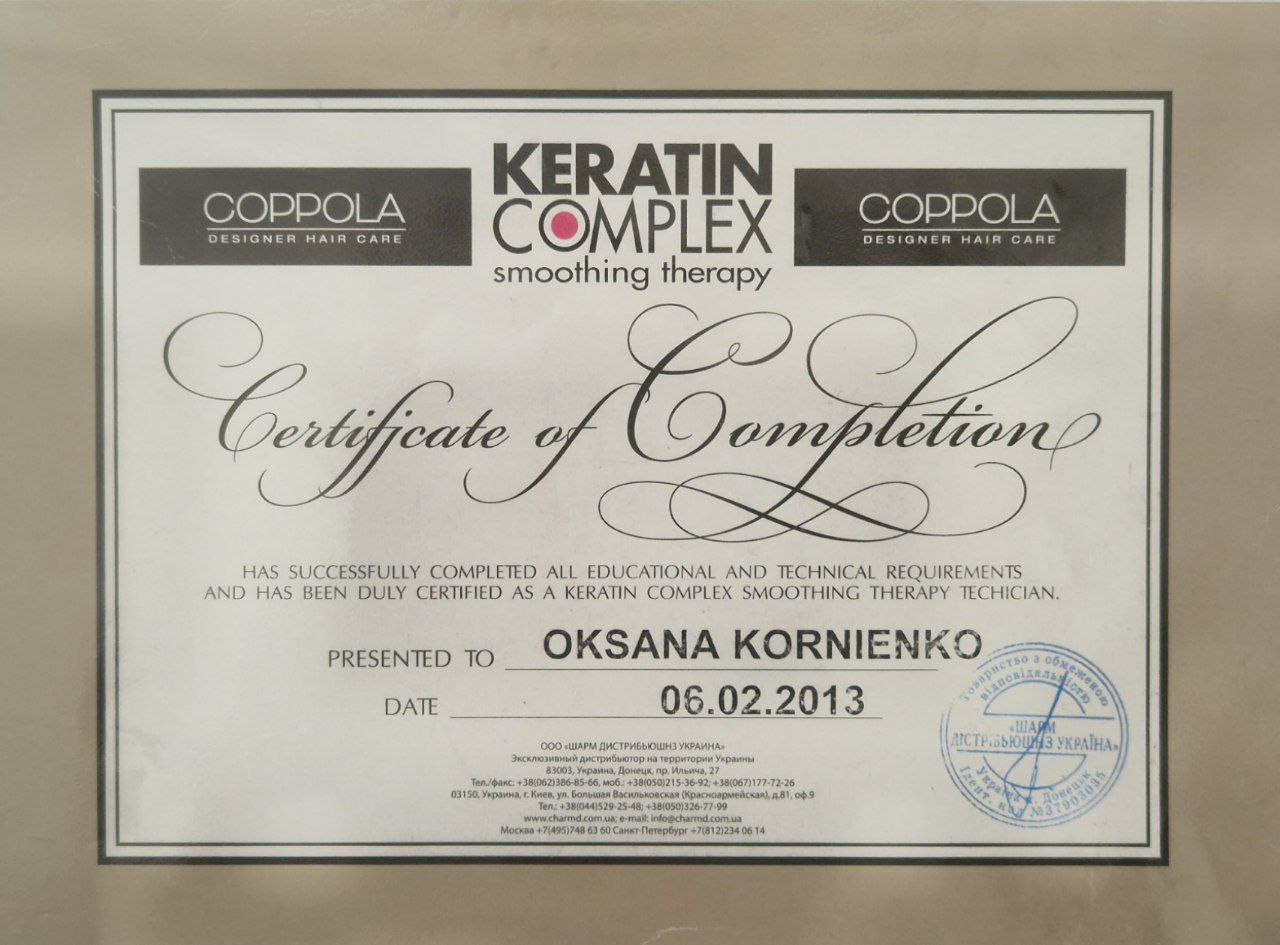 COPPOLA
DESIGNER HAIR CARE
KERATIN
COMPLEX
smoothing therapy
COPPOLA
DESIGNER HAIR CARE
Certificate of Completion
HAS SUCCESSFULLY COMPLETED ALL EDUCATIONAL AND TECHNICAL REQUIREMENTS
AND HAS BEEN DULY CERTIFIED AS A KERATIN COMPLEX SMOOTHING THERAPY TECHICIAN.
PRESENTED TO OKSANA KORNIENKO
DATE 06.02.2013
ООО «ШАРМ ДИСТРИБЬЮШНЗ УКРАИНА»
Эксклюзивный дистрибьютор на территории Украины
83003, Украина, Донецк, пр. Ильича, 27
Тел./факс: +38(062)386-85-66, моб.: +38(050)215-36-92; +38(067)177-72-26
03150, Украина, г. Киев, ул. Большая Васильковская (Красноармейская), д.81, оф.9
Тел.: +38(044)529-25-48; +38(050)326-77-99
www.charmd.com.ua; e-mail: info@charmd.com.ua
Москва +7(495)748 63 60 Санкт-Петербург +7(812)234 06 14
Товариство з обмеженою
відповідальністю
«ШАРМ
ДІСТРІБЬЮШНЗ УКРАЇНА»
Україна м. Донецьк
Ідент. код №37908035